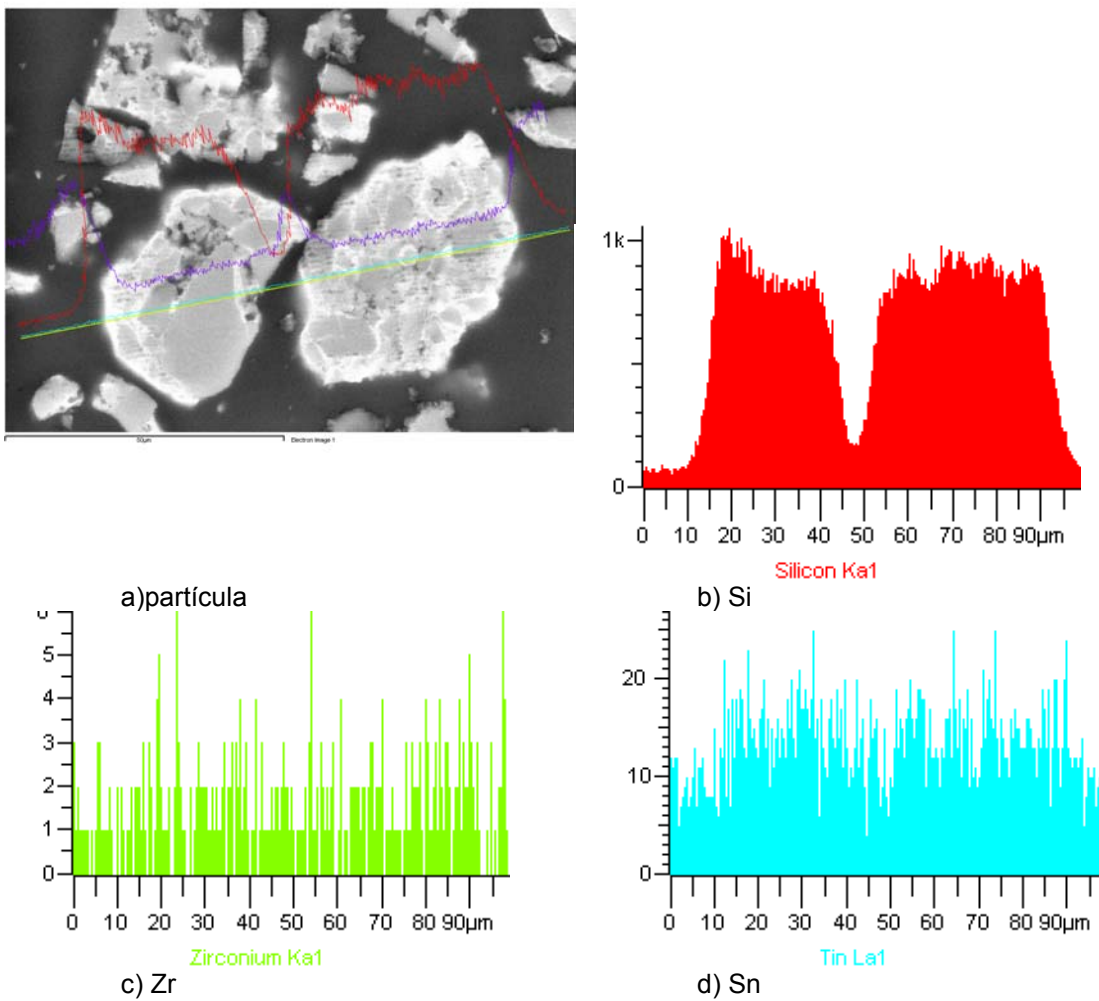 50µm
Electron Image 1
1k
0
0 10 20 30 40 50 60 70 80 90µm
Silicon Ka1
a)partícula
b) Si
6
5
4
3
2
1
0
0 10 20 30 40 50 60 70 80 90µm
Zirconium Ka1
c) Zr
20
10
0
0 10 20 30 40 50 60 70 80 90µm
Tin La1
d) Sn